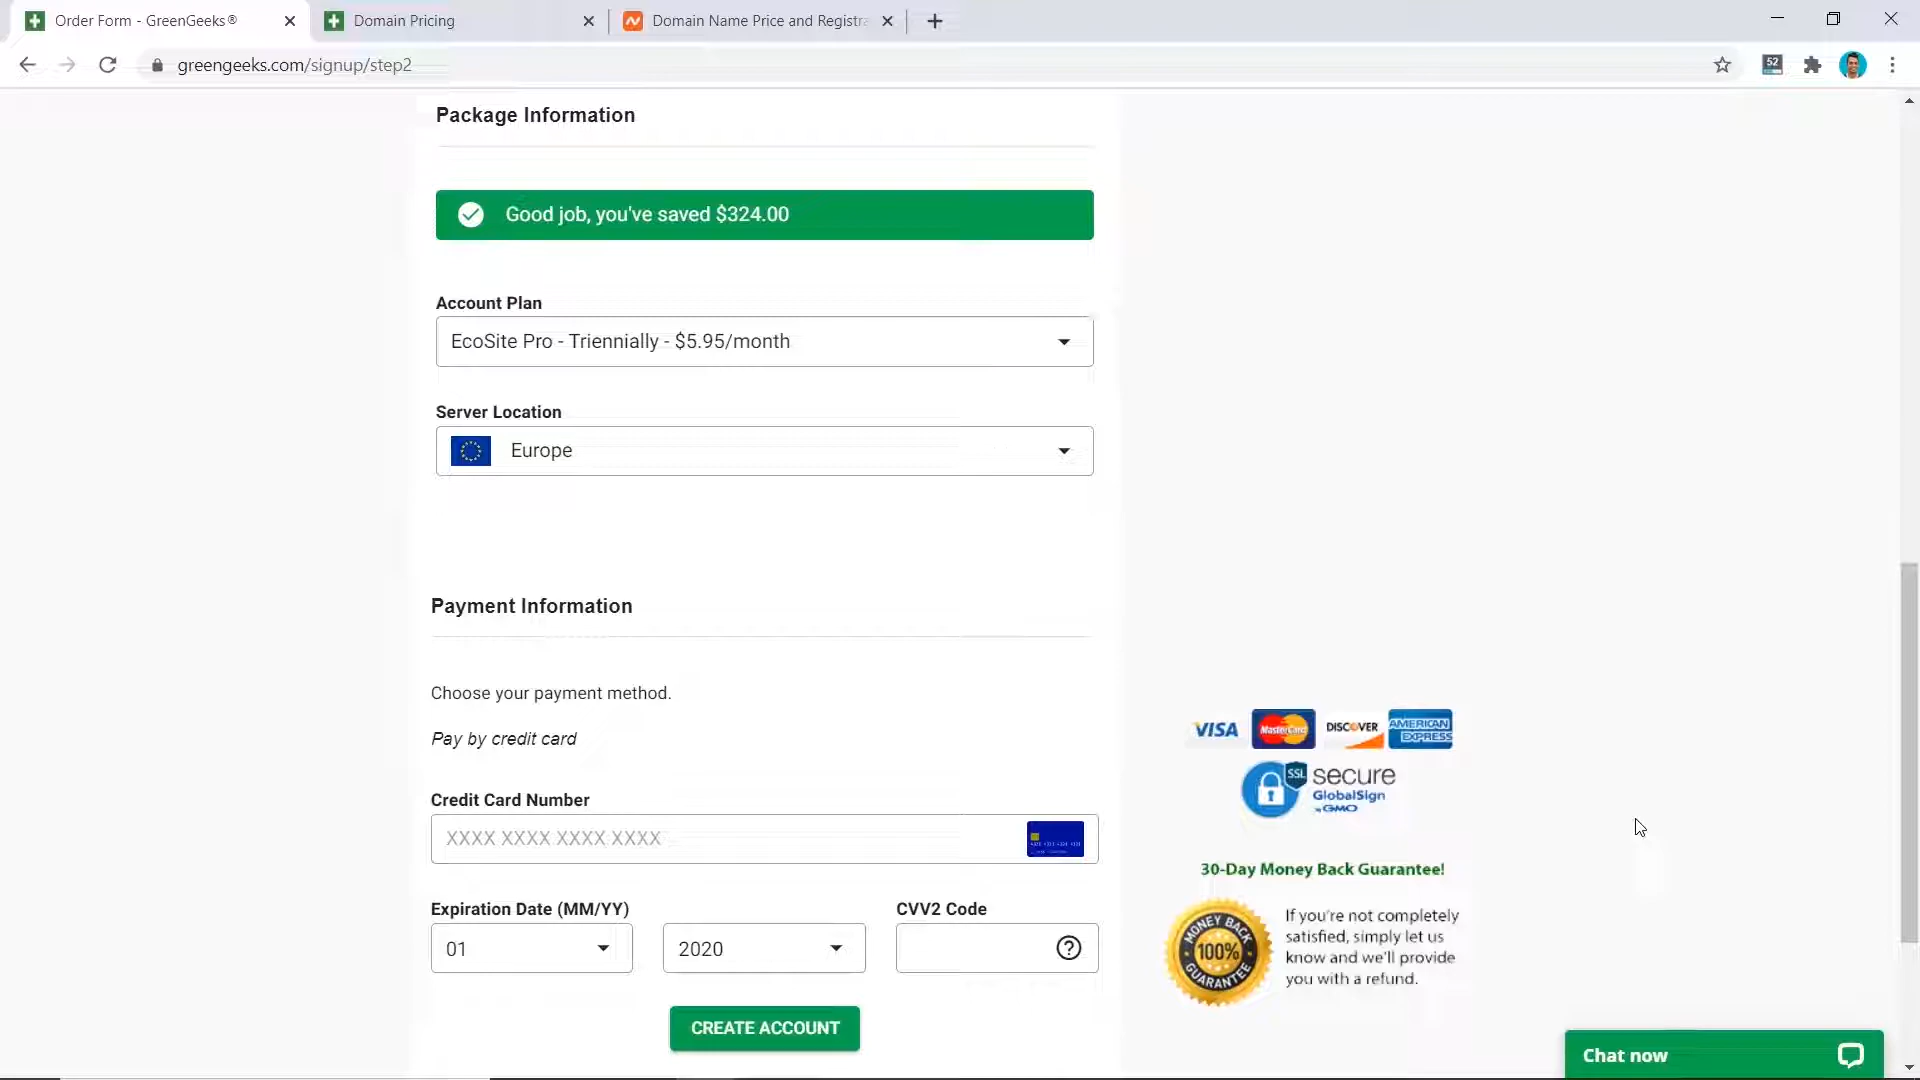 Order Form - GreenGeeks®
Domain Pricing
Domain Name Price and Registra
greengeeks.com/signup/step2
52
Package Information
Good job, you've saved $324.00
Account Plan
EcoSite Pro - Triennially - $5.95/month
Server Location
Europe
Payment Information
Choose your payment method.
Pay by credit card
VISA MasterCard DISCOVER AMERICAN EXPRESS
SSL secure
GlobalSign
by GMO
Credit Card Number
XXXX XXXX XXXX XXXX
30-Day Money Back Guarantee!
Expiration Date (MM/YY)
CVV2 Code
01
2020
MONEY BACK
100%
GUARANTEE
If you're not completely
satisfied, simply let us
know and we'll provide
you with a refund.
CREATE ACCOUNT
Chat now